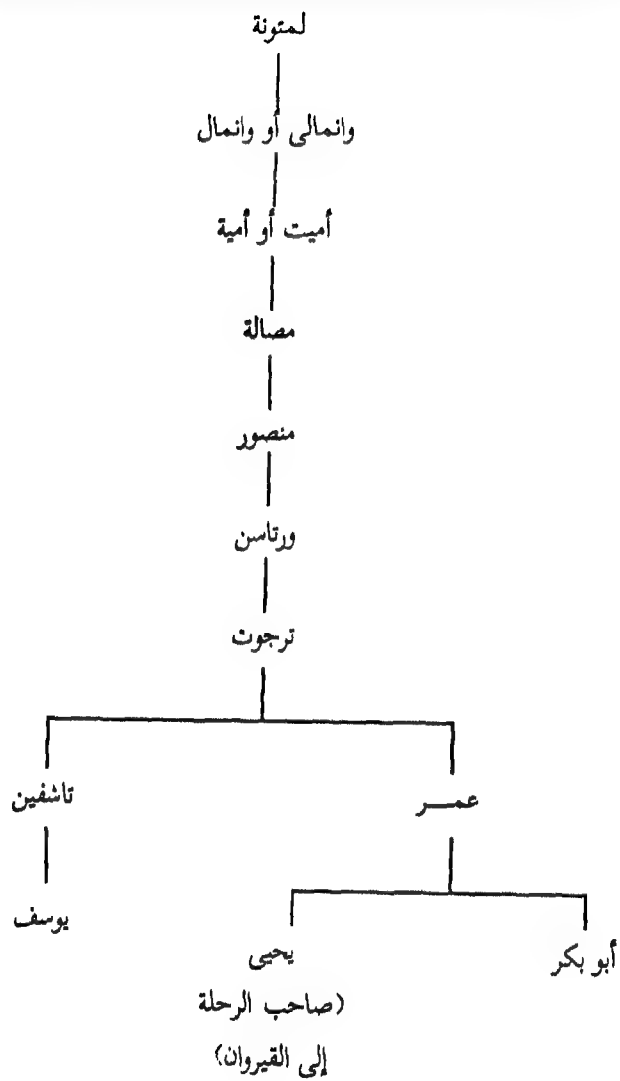 لمتونة
وانمالى أو وانمال
أميت أو أمية
مصالة
منصور
ورتاسن
ترجوت
عمــر
تاشفين
أبو بكر
يحيى
(صاحب الرحلة
إلى القيروان)
يوسف